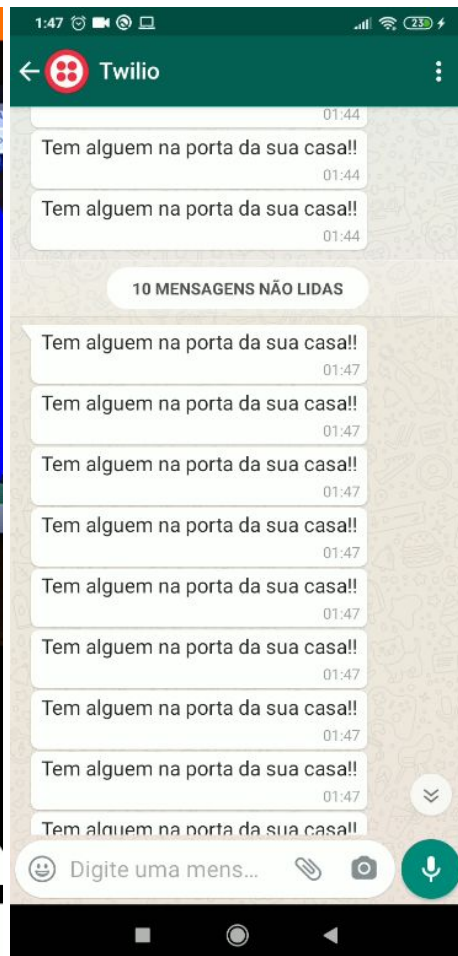 1:47
23
Twilio
01:44
Tem alguem na porta da sua casa!!
01:44
Tem alguem na porta da sua casa!!
01:44
10 MENSAGENS NÃO LIDAS
Tem alguem na porta da sua casa!!
01:47
Tem alguem na porta da sua casa!!
01:47
Tem alguem na porta da sua casa!!
01:47
Tem alguem na porta da sua casa!!
01:47
Tem alguem na porta da sua casa!!
01:47
Tem alguem na porta da sua casa!!
01:47
Tem alguem na porta da sua casa!!
01:47
Tem alguem na porta da sua casa!!
01:47
Tem alguem na porta da sua casa!!
Digite uma mens...